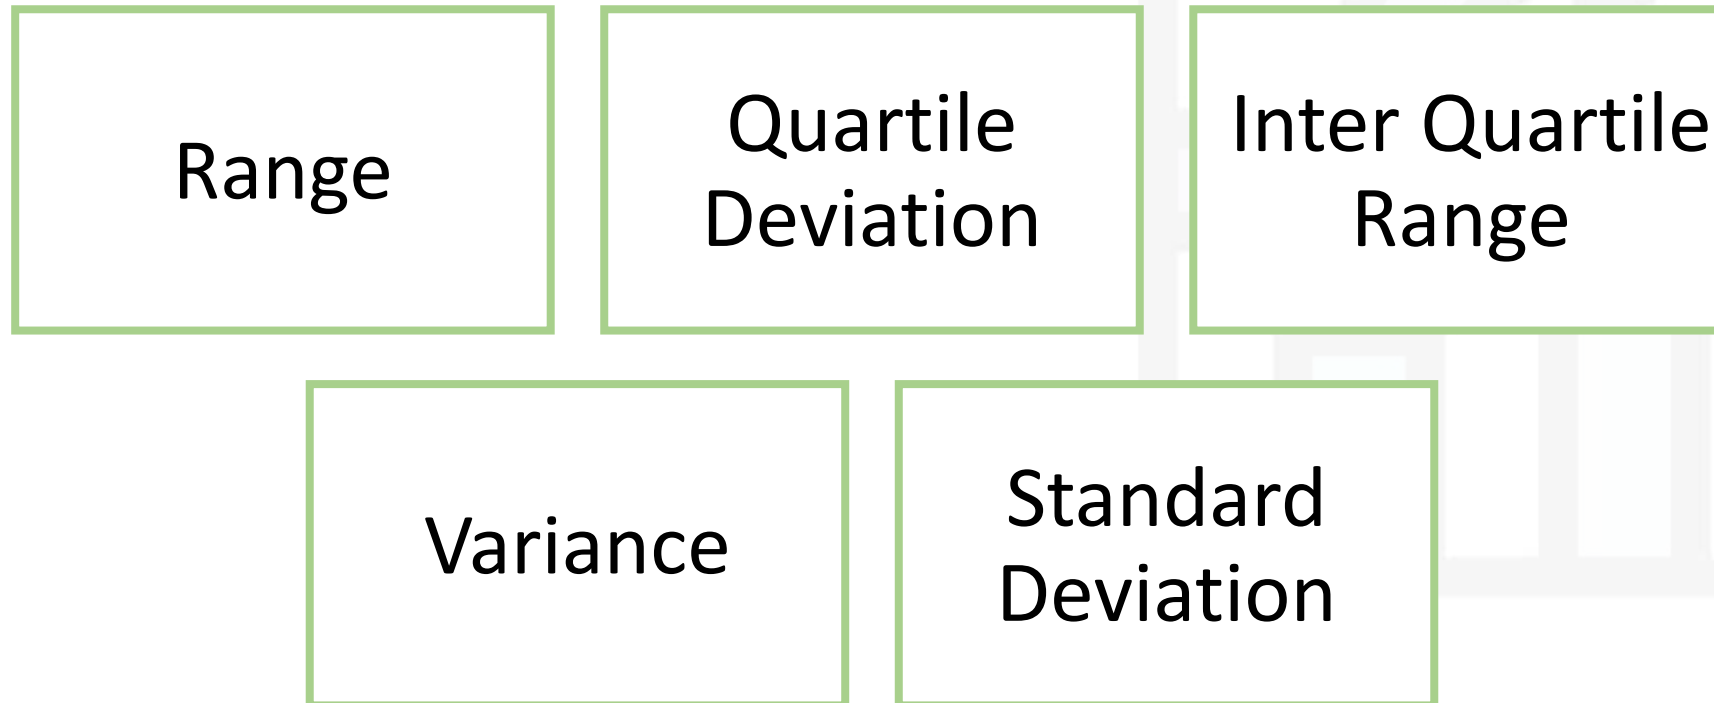 Range
Quartile
Deviation
Inter Quartile
Range
Variance
Standard
Deviation